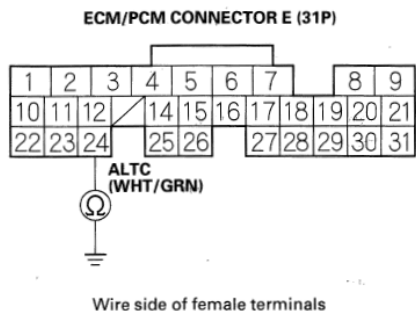 ECM/PCM CONNECTOR E (31P)
1 2 3 4 5 6 7 8 9
10 11 12 14 15 16 17 18 19 20 21
22 23 24 25 26 27 28 29 30 31
ALTC
(WHT/GRN)
Ω
Wire side of female terminals